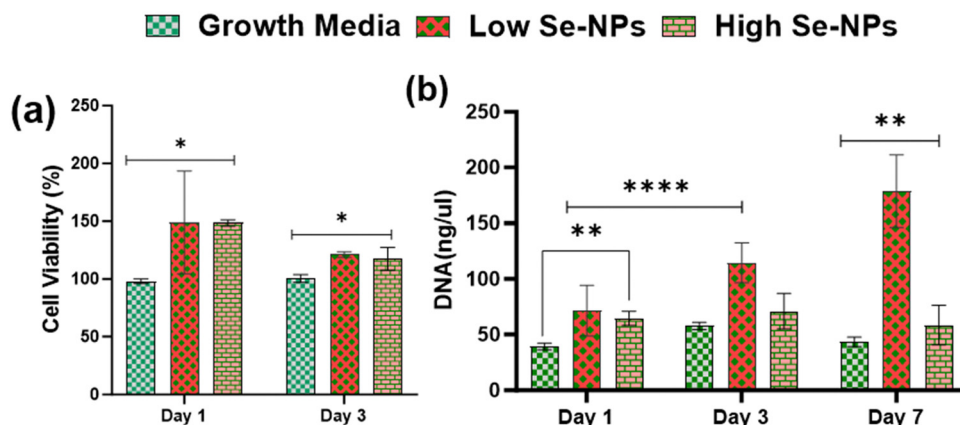 Growth Media Low Se-NPs High Se-NPs
(a)
Cell Viability (%)
250
200
150
100
50
0
*
*
Day 1 Day 3
(b)
DNA(ng/ul)
250
200
150
100
50
0
**
****
**
Day 1 Day 3 Day 7